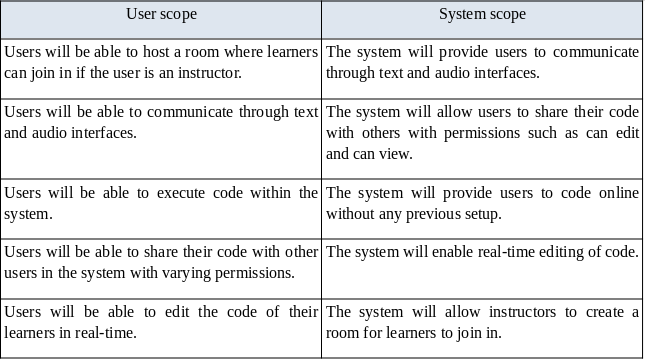 User scope
System scope
Users will be able to host a room where learners
can join in if the user is an instructor.
The system will provide users to communicate
through text and audio interfaces.
Users will be able to communicate through text
and audio interfaces.
The system will allow users to share their code
with others with permissions such as can edit
and can view.
Users will be able to execute code within the
system.
The system will provide users to code online
without any previous setup.
Users will be able to share their code with other
users in the system with varying permissions.
The system will enable real-time editing of code.
Users will be able to edit the code of their
learners in real-time.
The system will allow instructors to create a
room for learners to join in.